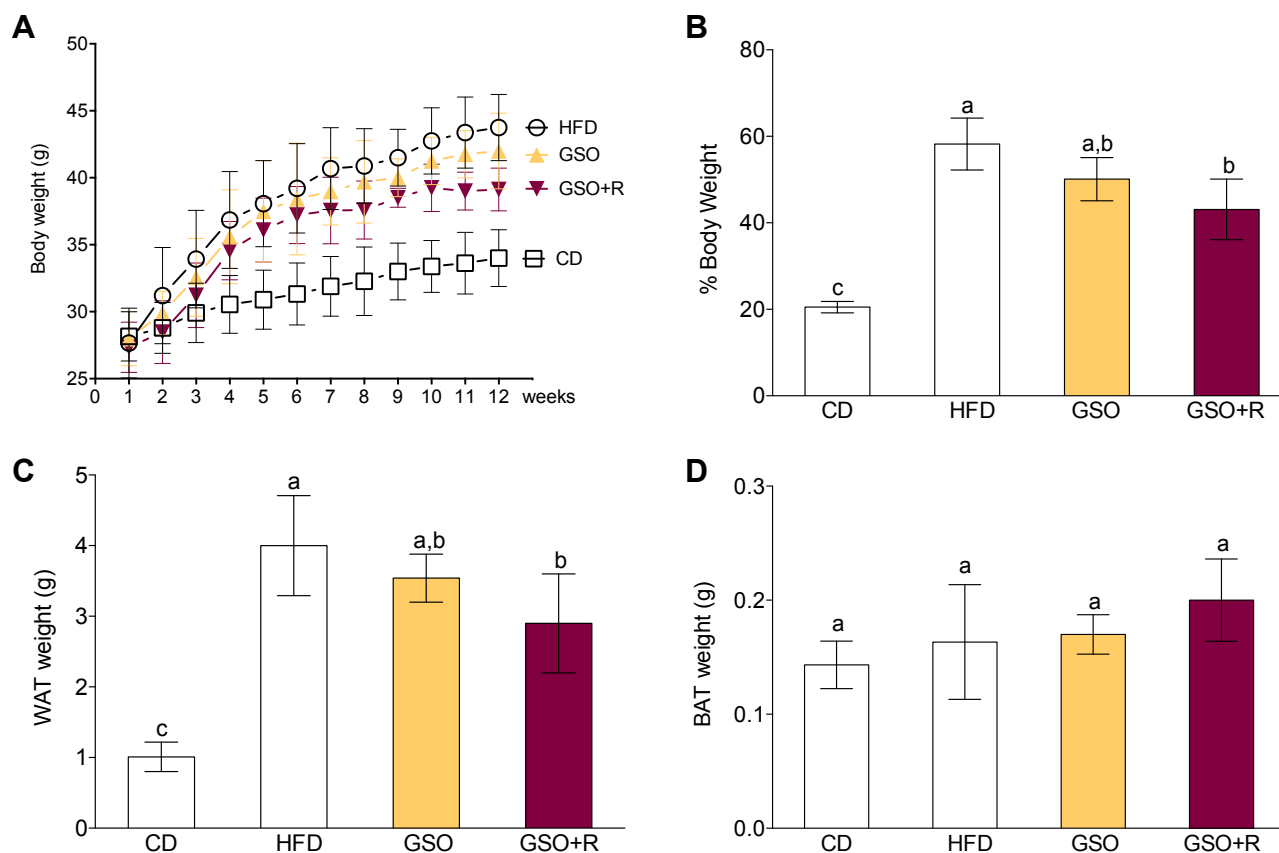 A
Body weight (g)
50
45
40
35
30
25
0 1 2 3 4 5 6 7 8 9 10 11 12 weeks
HFD
GSO
GSO+R
CD
B
% Body Weight
80
60
40
20
0
c
a
a,b
b
CD HFD GSO GSO+R
C
WAT weight (g)
5
4
3
2
1
0
c
a
a,b
b
CD HFD GSO GSO+R
D
BAT weight (g)
0.3
0.2
0.1
0.0
a
a
a
a
CD HFD GSO GSO+R